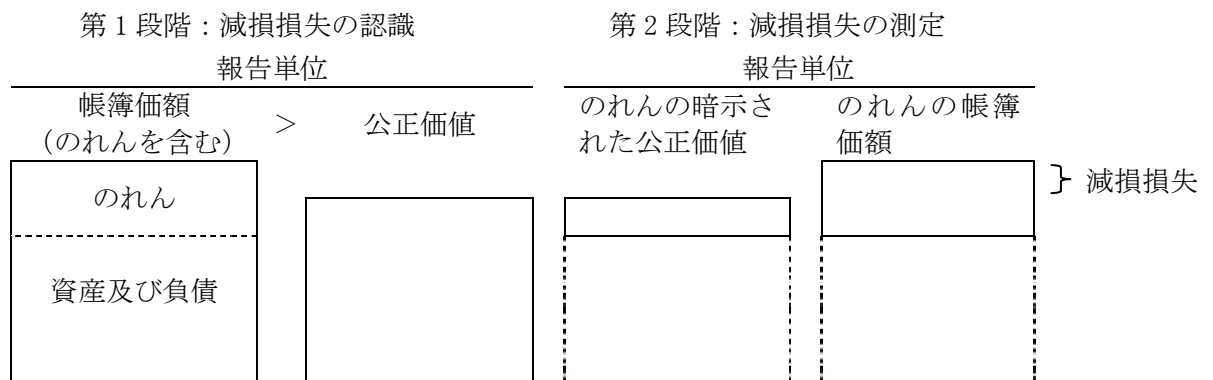 第1段階：減損損失の認識
第2段階：減損損失の測定
報告単位
報告単位
帳簿価額
（のれんを含む）
＞
公正価値
のれんの暗示さ
れた公正価値
のれんの帳簿
価額
のれん
減損損失
資産及び負債